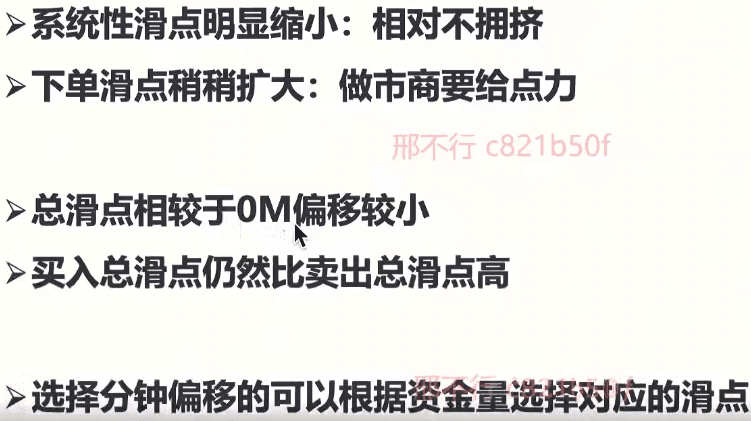 ➢系统性滑点明显缩小：相对不拥挤
➢下单滑点稍稍扩大：做市商要给点力
邢不行 c821b50f
➢总滑点相较于0M偏移较小
➢买入总滑点仍然比卖出总滑点高
邢不行 c821b50f
➢选择分钟偏移的可以根据资金量选择对应的滑点